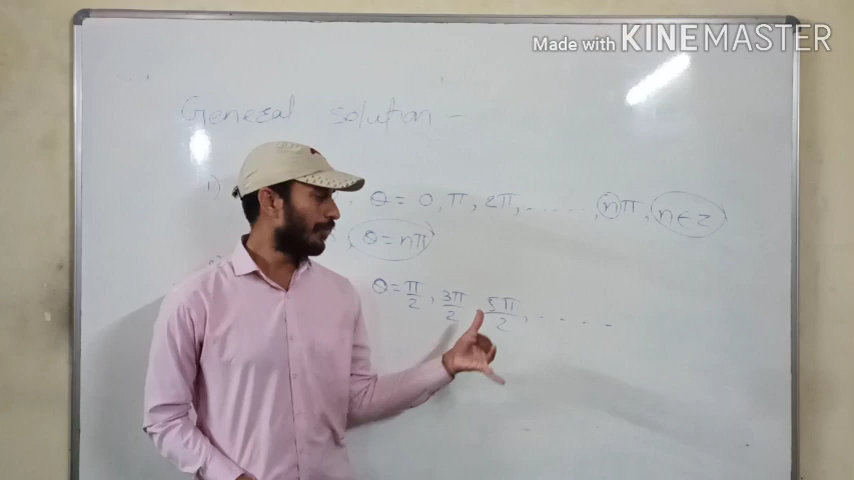 Made with KINEMASTER
General solution -
1) , θ = 0, π, 2π, ......, nπ, n∈z
, θ = nπ
θ = π/2, 3π/2, 5π/2, .....